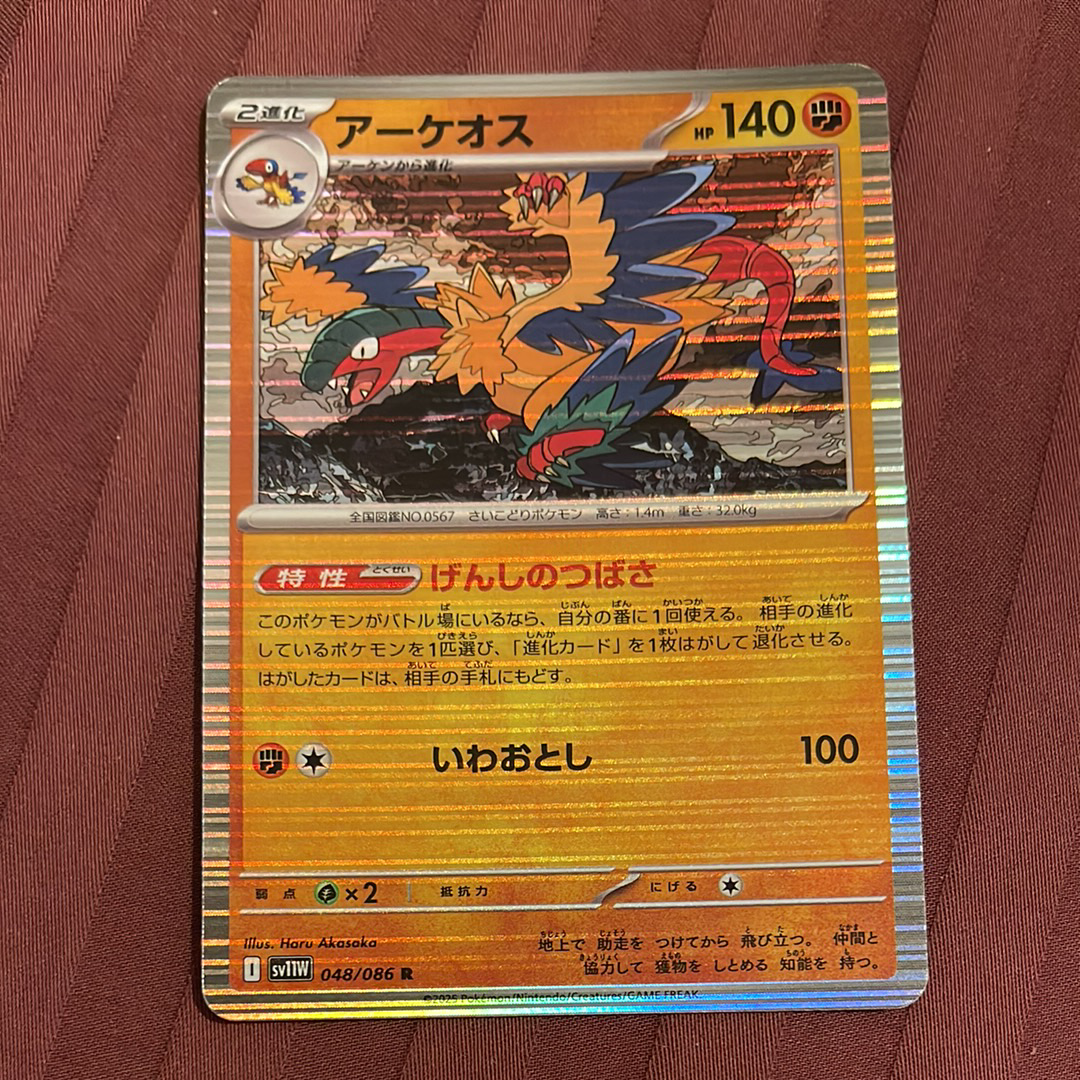 2進化
アーケオス
HP 140
アーケンから進化
全国図鑑NO.0567 さいこどりポケモン 高さ：1.4m 重さ：32.0kg
特性 とくせい げんしのつばさ
このポケモンがバトル場にいるなら、自分の番に1回使える。相手の進化
しているポケモンを1匹選び、「進化カード」を1枚はがして退化させる。
はがしたカードは、相手の手札にもどす。
いわおとし 100
弱点 ×2 抵抗力 にげる
Illus. Haru Akasaka
地上で 助走を つけてから 飛び立つ。 仲間と
協力して 獲物を しとめる 知能を 持つ。
I sv11W 048/086 R
©2025 Pokémon/Nintendo/Creatures/GAME FREAK.